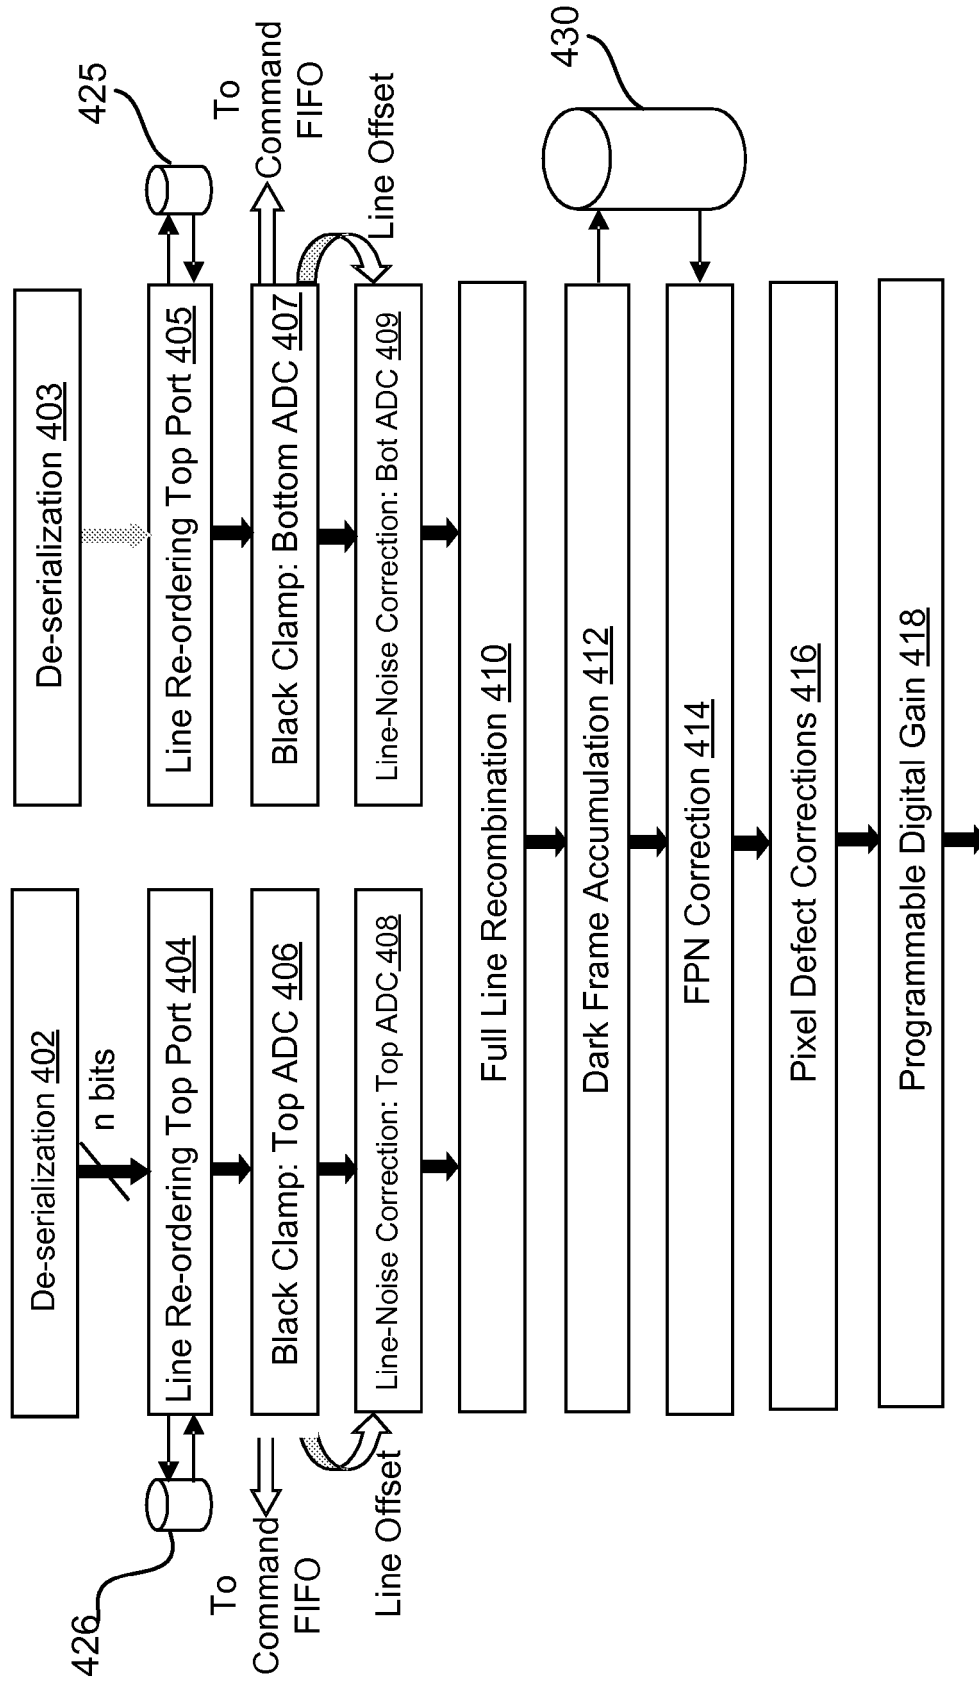 De-serialization 402
De-serialization 403
n bits
425
426
Line Re-ordering Top Port 404
Line Re-ordering Top Port 405
To
Command
FIFO
Black Clamp: Top ADC 406
Black Clamp: Bottom ADC 407
To
Command
FIFO
Line Offset
Line-Noise Correction: Top ADC 408
Line-Noise Correction: Bot ADC 409
Line Offset
Full Line Recombination 410
Dark Frame Accumulation 412
430
FPN Correction 414
Pixel Defect Corrections 416
Programmable Digital Gain 418